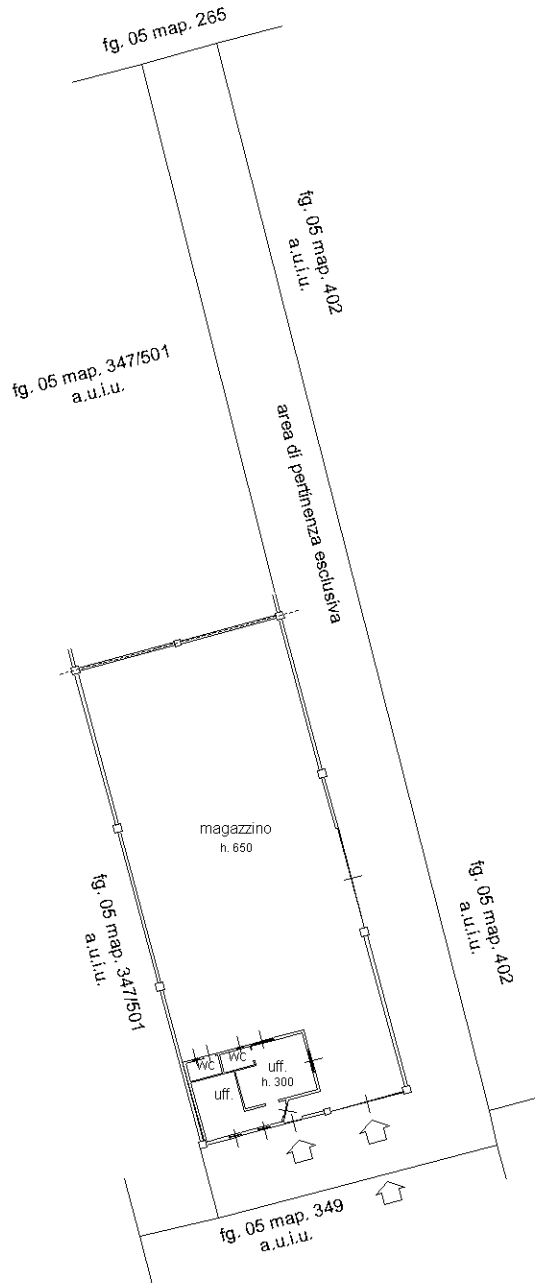 fg. 05 map. 265
fg. 05 map. 402
a.u.i.u.
fg. 05 map. 347/501
a.u.i.u.
area di pertinenza esclusiva
magazzino
h. 650
fg. 05 map. 347/501
a.u.i.u.
fg. 05 map. 402
a.u.i.u.
WC
WC
uff.
h. 300
uff.
fg. 05 map. 349
a.u.i.u.